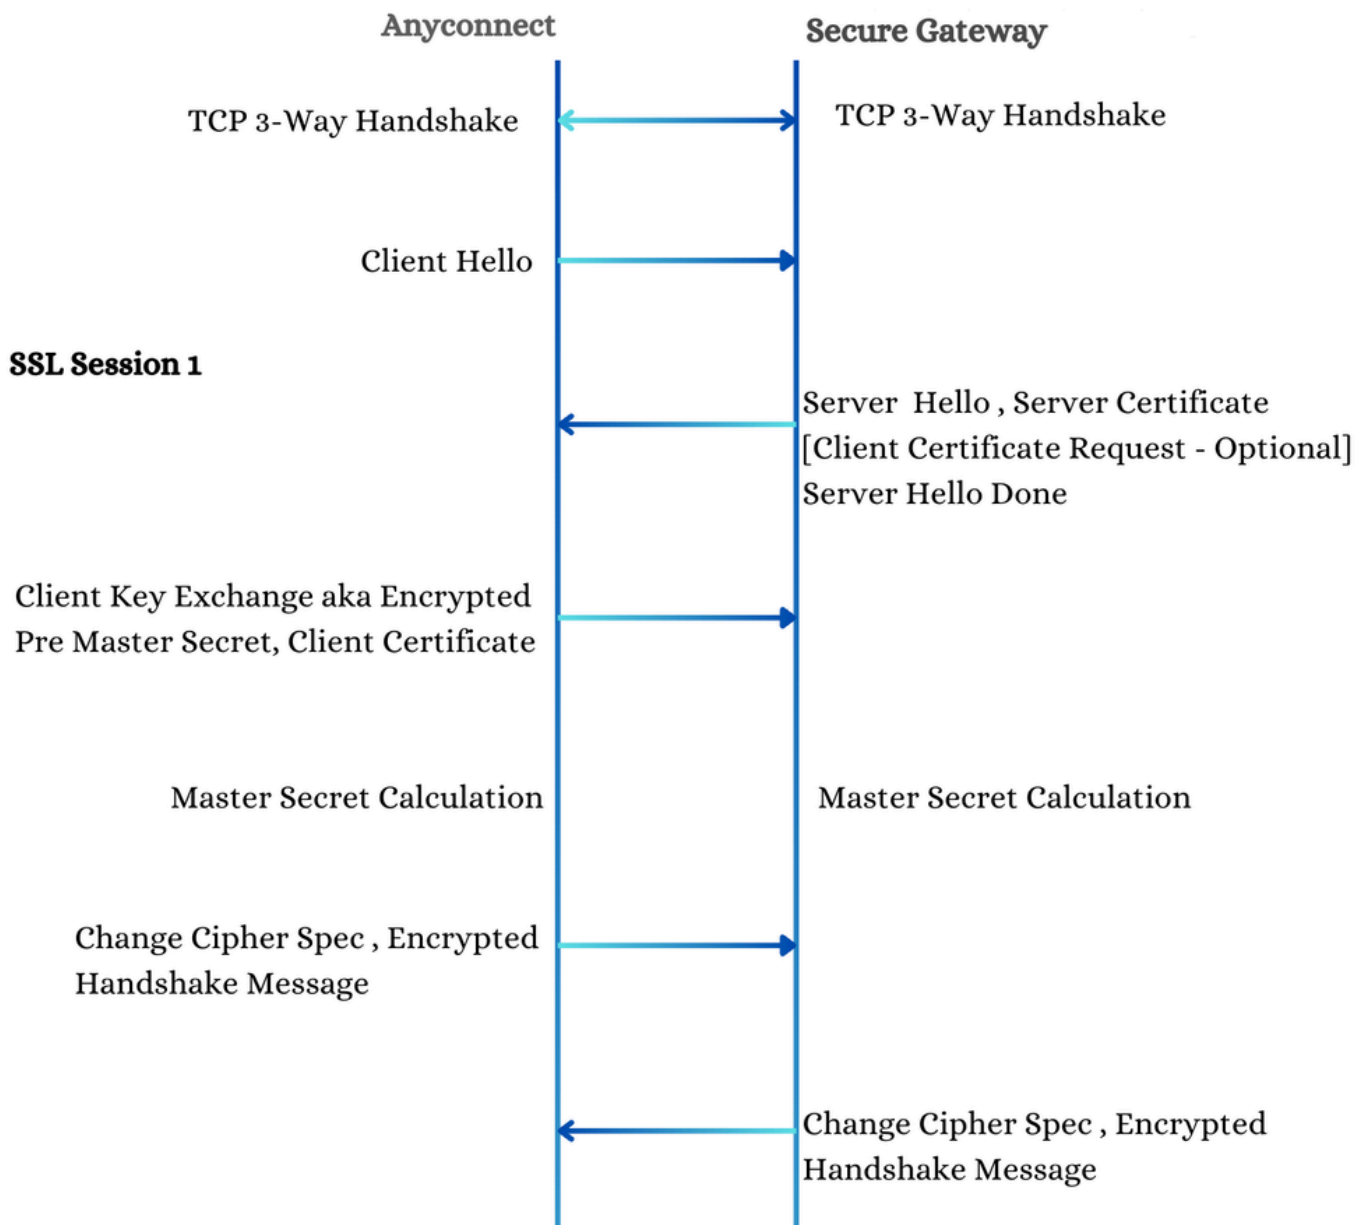 Anyconnect
Secure Gateway
TCP 3-Way Handshake
TCP 3-Way Handshake
Client Hello
SSL Session 1
Server Hello , Server Certificate
[Client Certificate Request - Optional]
Server Hello Done
Client Key Exchange aka Encrypted
Pre Master Secret, Client Certificate
Master Secret Calculation
Master Secret Calculation
Change Cipher Spec , Encrypted
Handshake Message
Change Cipher Spec , Encrypted
Handshake Message